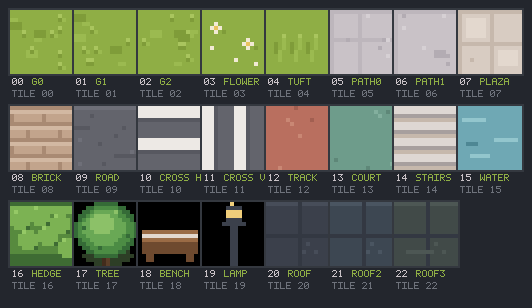 00 G0 01 G1 02 G2 03 FLOWER 04 TUFT 05 PATH0 06 PATH1 07 PLAZA
TILE 00 TILE 01 TILE 02 TILE 03 TILE 04 TILE 05 TILE 06 TILE 07
08 BRICK 09 ROAD 10 CROSS H 11 CROSS V 12 TRACK 13 COURT 14 STAIRS 15 WATER
TILE 08 TILE 09 TILE 10 TILE 11 TILE 12 TILE 13 TILE 14 TILE 15
16 HEDGE 17 TREE 18 BENCH 19 LAMP 20 ROOF 21 ROOF2 22 ROOF3
TILE 16 TILE 17 TILE 18 TILE 19 TILE 20 TILE 21 TILE 22